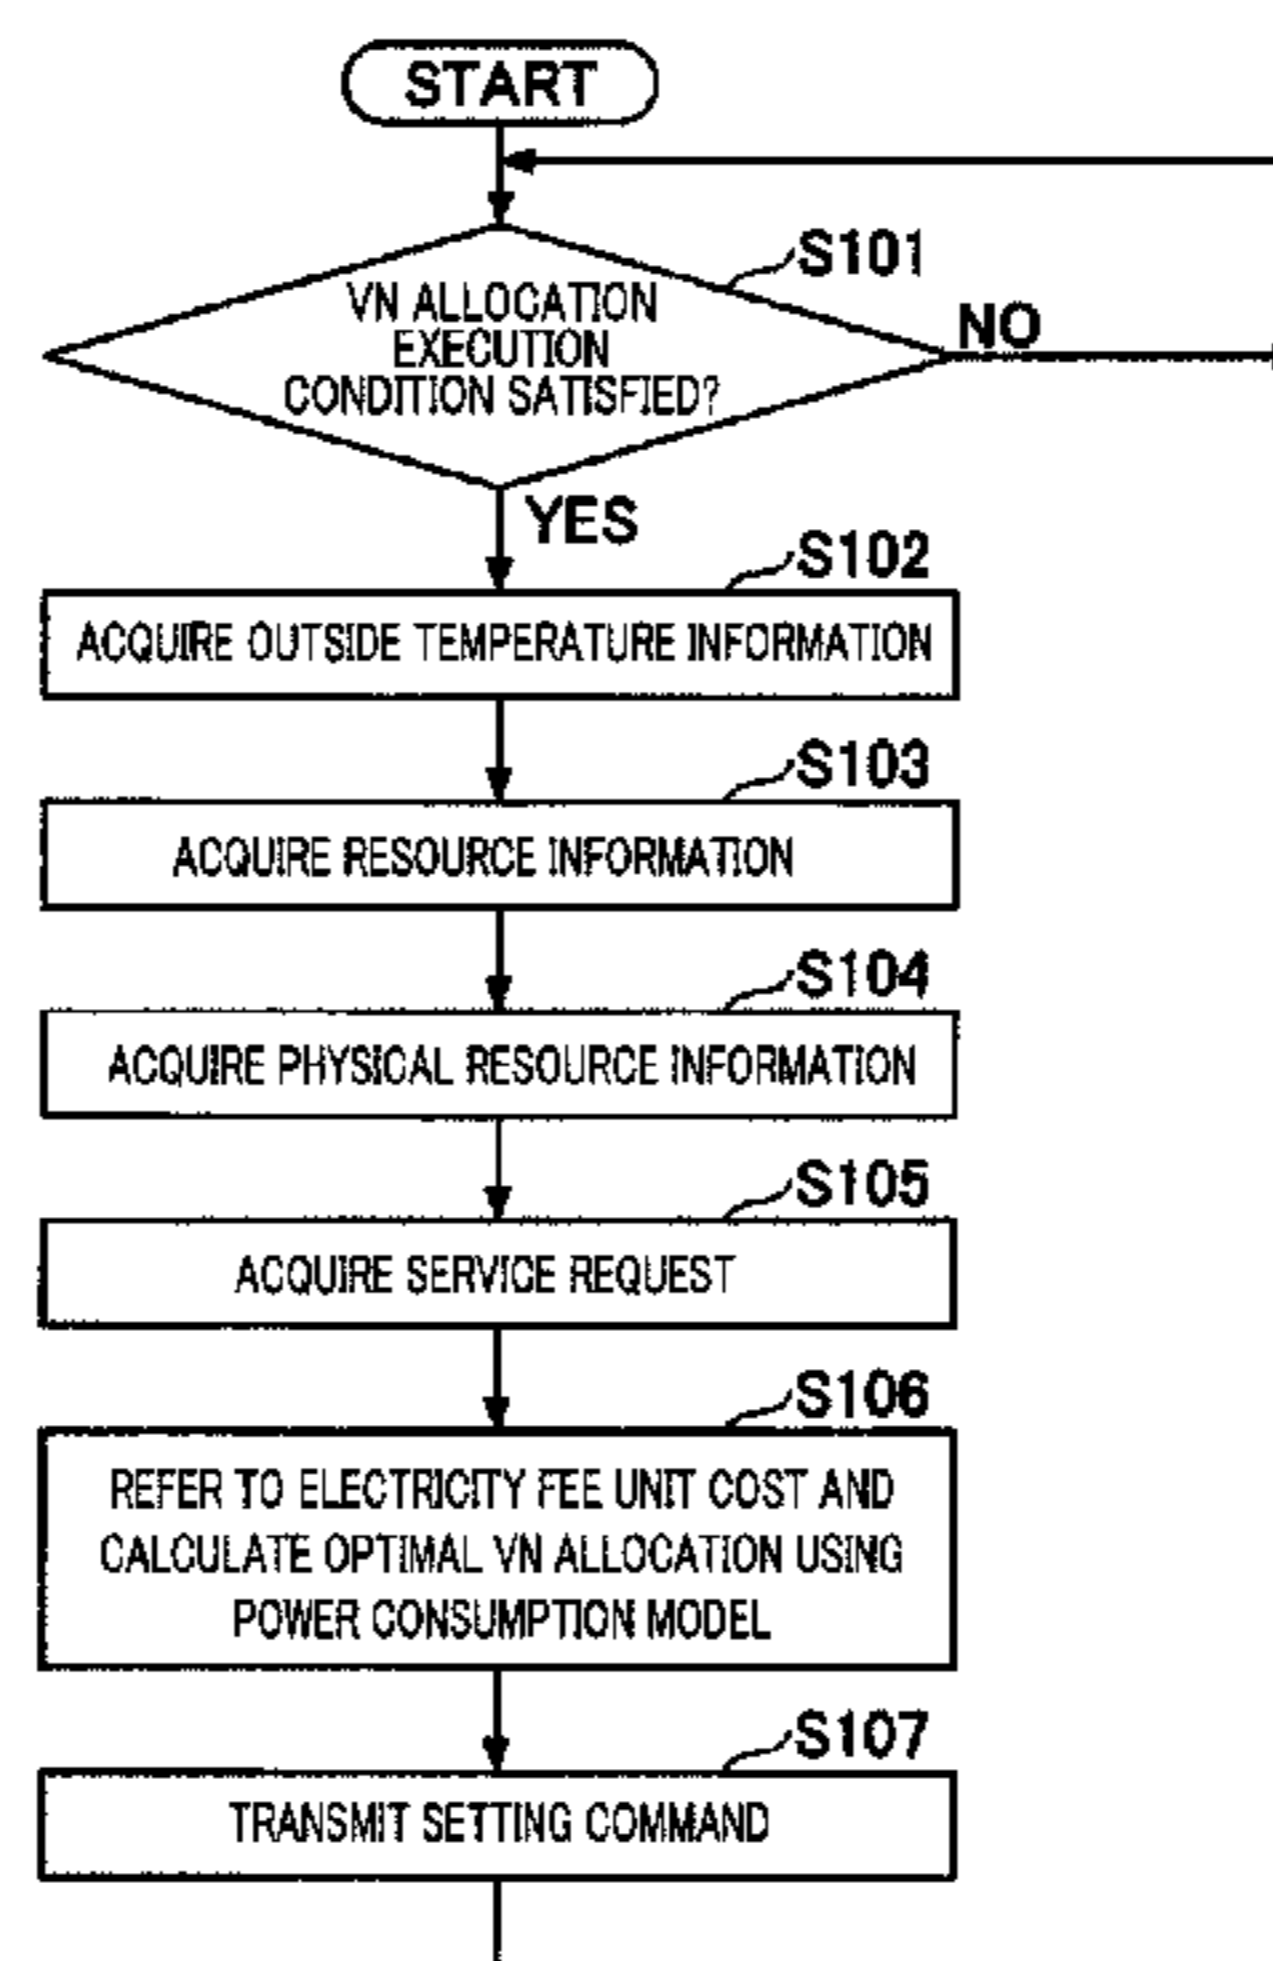 START
S101
VN ALLOCATION
EXECUTION
CONDITION SATISFIED?
NO
YES
S102
ACQUIRE OUTSIDE TEMPERATURE INFORMATION
S103
ACQUIRE RESOURCE INFORMATION
S104
ACQUIRE PHYSICAL RESOURCE INFORMATION
S105
ACQUIRE SERVICE REQUEST
S106
REFER TO ELECTRICITY FEE UNIT COST AND
CALCULATE OPTIMAL VN ALLOCATION USING
POWER CONSUMPTION MODEL
S107
TRANSMIT SETTING COMMAND